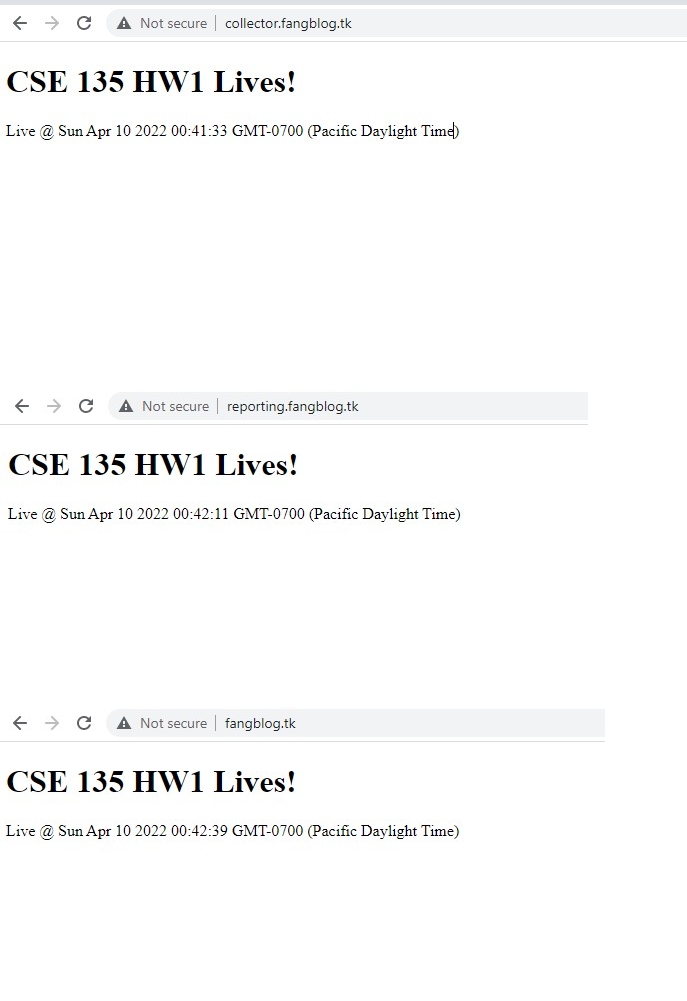 Not secure | collector.fangblog.tk
CSE 135 HW1 Lives!
Live @ Sun Apr 10 2022 00:41:33 GMT-0700 (Pacific Daylight Time)
Not secure | reporting.fangblog.tk
CSE 135 HW1 Lives!
Live @ Sun Apr 10 2022 00:42:11 GMT-0700 (Pacific Daylight Time)
Not secure | fangblog.tk
CSE 135 HW1 Lives!
Live @ Sun Apr 10 2022 00:42:39 GMT-0700 (Pacific Daylight Time)